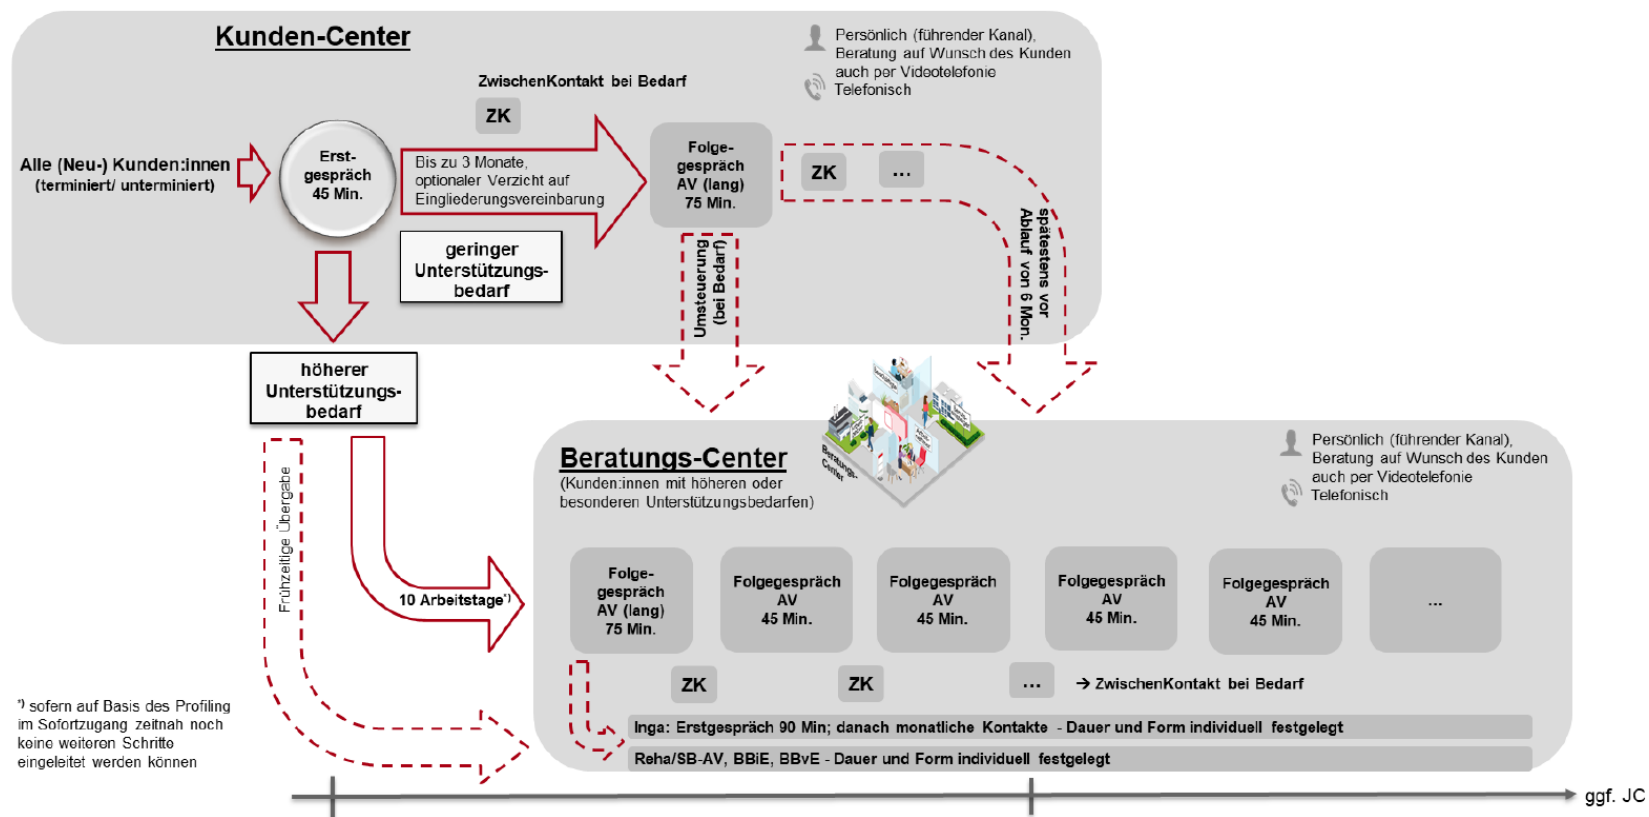 Kunden-Center
Persönlich (führender Kanal),
Beratung auf Wunsch des Kunden
auch per Videotelefonie
Telefonisch
ZwischenKontakt bei Bedarf
ZK
Alle (Neu-) Kunden:innen
(terminiert/ unterminiert)
Erst-
gespräch
45 Min.
Bis zu 3 Monate,
optionaler Verzicht auf
Eingliederungsvereinbarung
Folge-
gespräch
AV (lang)
75 Min.
ZK
...
spätestens vor
Ablauf von 6 Mon.
geringer
Unterstützungs-
bedarf
Umsteuerung
(bei Bedarf)
höherer
Unterstützungs-
bedarf
Beratungs-
Center
Beratungs-Center
(Kunden:innen mit höheren oder
besonderen Unterstützungsbedarfen)
Persönlich (führender Kanal),
Beratung auf Wunsch des Kunden
auch per Videotelefonie
Telefonisch
Frühzeitige Übergabe
10 Arbeitstage*)
Folge-
gespräch
AV (lang)
75 Min.
Folgegespräch
AV
45 Min.
Folgegespräch
AV
45 Min.
Folgegespräch
AV
45 Min.
Folgegespräch
AV
45 Min.
...
ZK
ZK
...
→ ZwischenKontakt bei Bedarf
*) sofern auf Basis des Profiling
im Sofortzugang zeitnah noch
keine weiteren Schritte
eingeleitet werden können
Inga: Erstgespräch 90 Min; danach monatliche Kontakte - Dauer und Form individuell festgelegt
Reha/SB-AV, BBiE, BBvE - Dauer und Form individuell festgelegt
ggf. JC